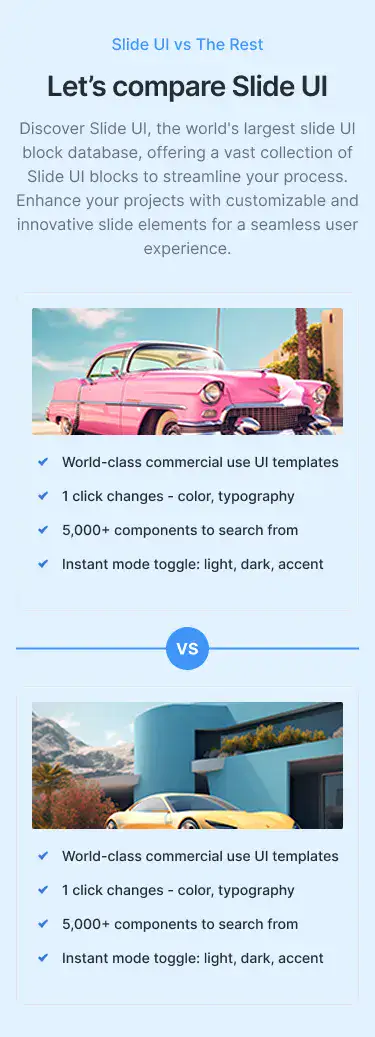 Slide UI vs The Rest
Let’s compare Slide UI
Discover Slide UI, the world's largest slide UI
block database, offering a vast collection of
Slide UI blocks to streamline your process.
Enhance your projects with customizable and
innovative slide elements for a seamless user
experience.
World-class commercial use UI templates
1 click changes - color, typography
5,000+ components to search from
Instant mode toggle: light, dark, accent
VS
World-class commercial use UI templates
1 click changes - color, typography
5,000+ components to search from
Instant mode toggle: light, dark, accent